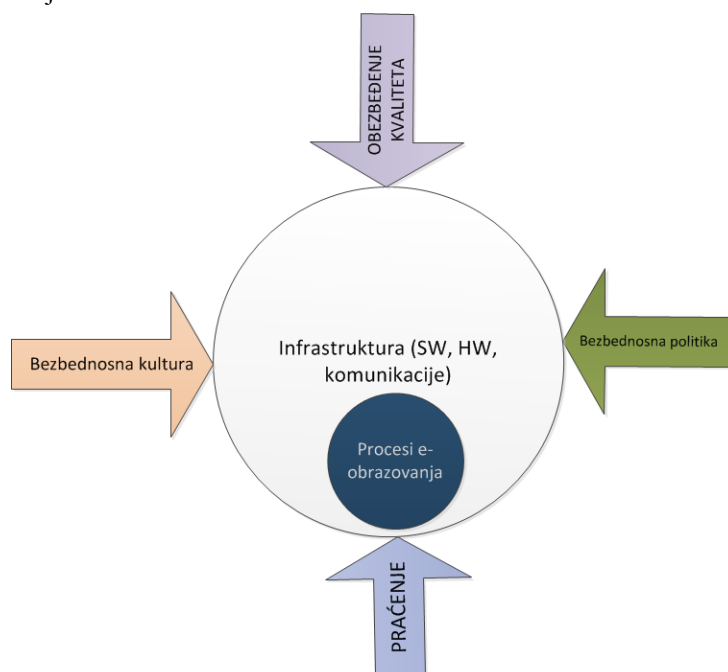 OBEZBEĐENJE
KVALITETA
Infrastruktura (SW, HW,
komunikacije)
Bezbednosna politika
Bezbednosna kultura
Procesi e-
obrazovanja
PRAĆENJE